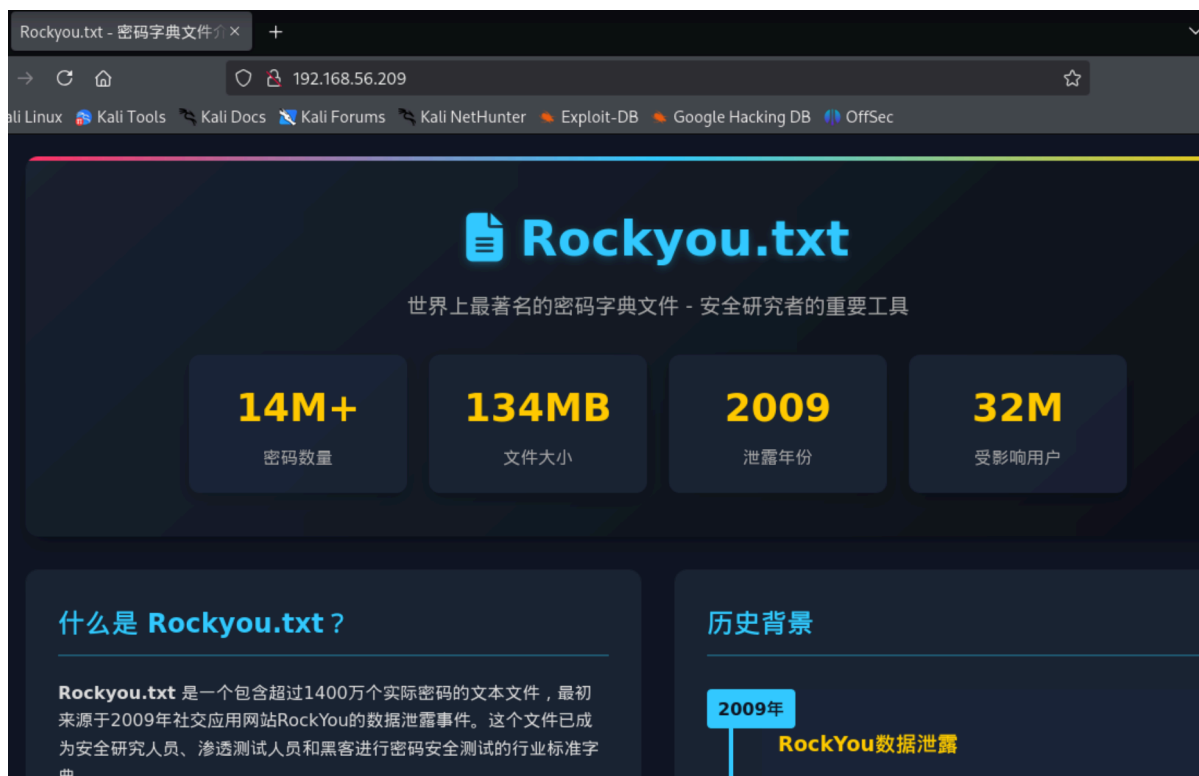 Rockyou.txt - 密码字典文件介
192.168.56.209
ali Linux Kali Tools Kali Docs Kali Forums Kali NetHunter Exploit-DB Google Hacking DB OffSec
Rockyou.txt
世界上最著名的密码字典文件 - 安全研究者的重要工具
14M+
密码数量
134MB
文件大小
2009
泄露年份
32M
受影响用户
什么是 Rockyou.txt？
Rockyou.txt 是一个包含超过1400万个实际密码的文本文件，最初
来源于2009年社交应用网站RockYou的数据泄露事件。这个文件已成
为安全研究人员、渗透测试人员和黑客进行密码安全测试的行业标准字
典
历史背景
2009年
RockYou数据泄露